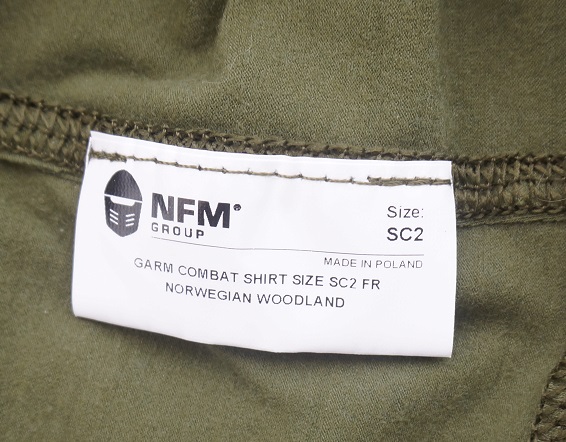 NFM®
GROUP
Size:
SC2
MADE IN POLAND
GARM COMBAT SHIRT SIZE SC2 FR
NORWEGIAN WOODLAND